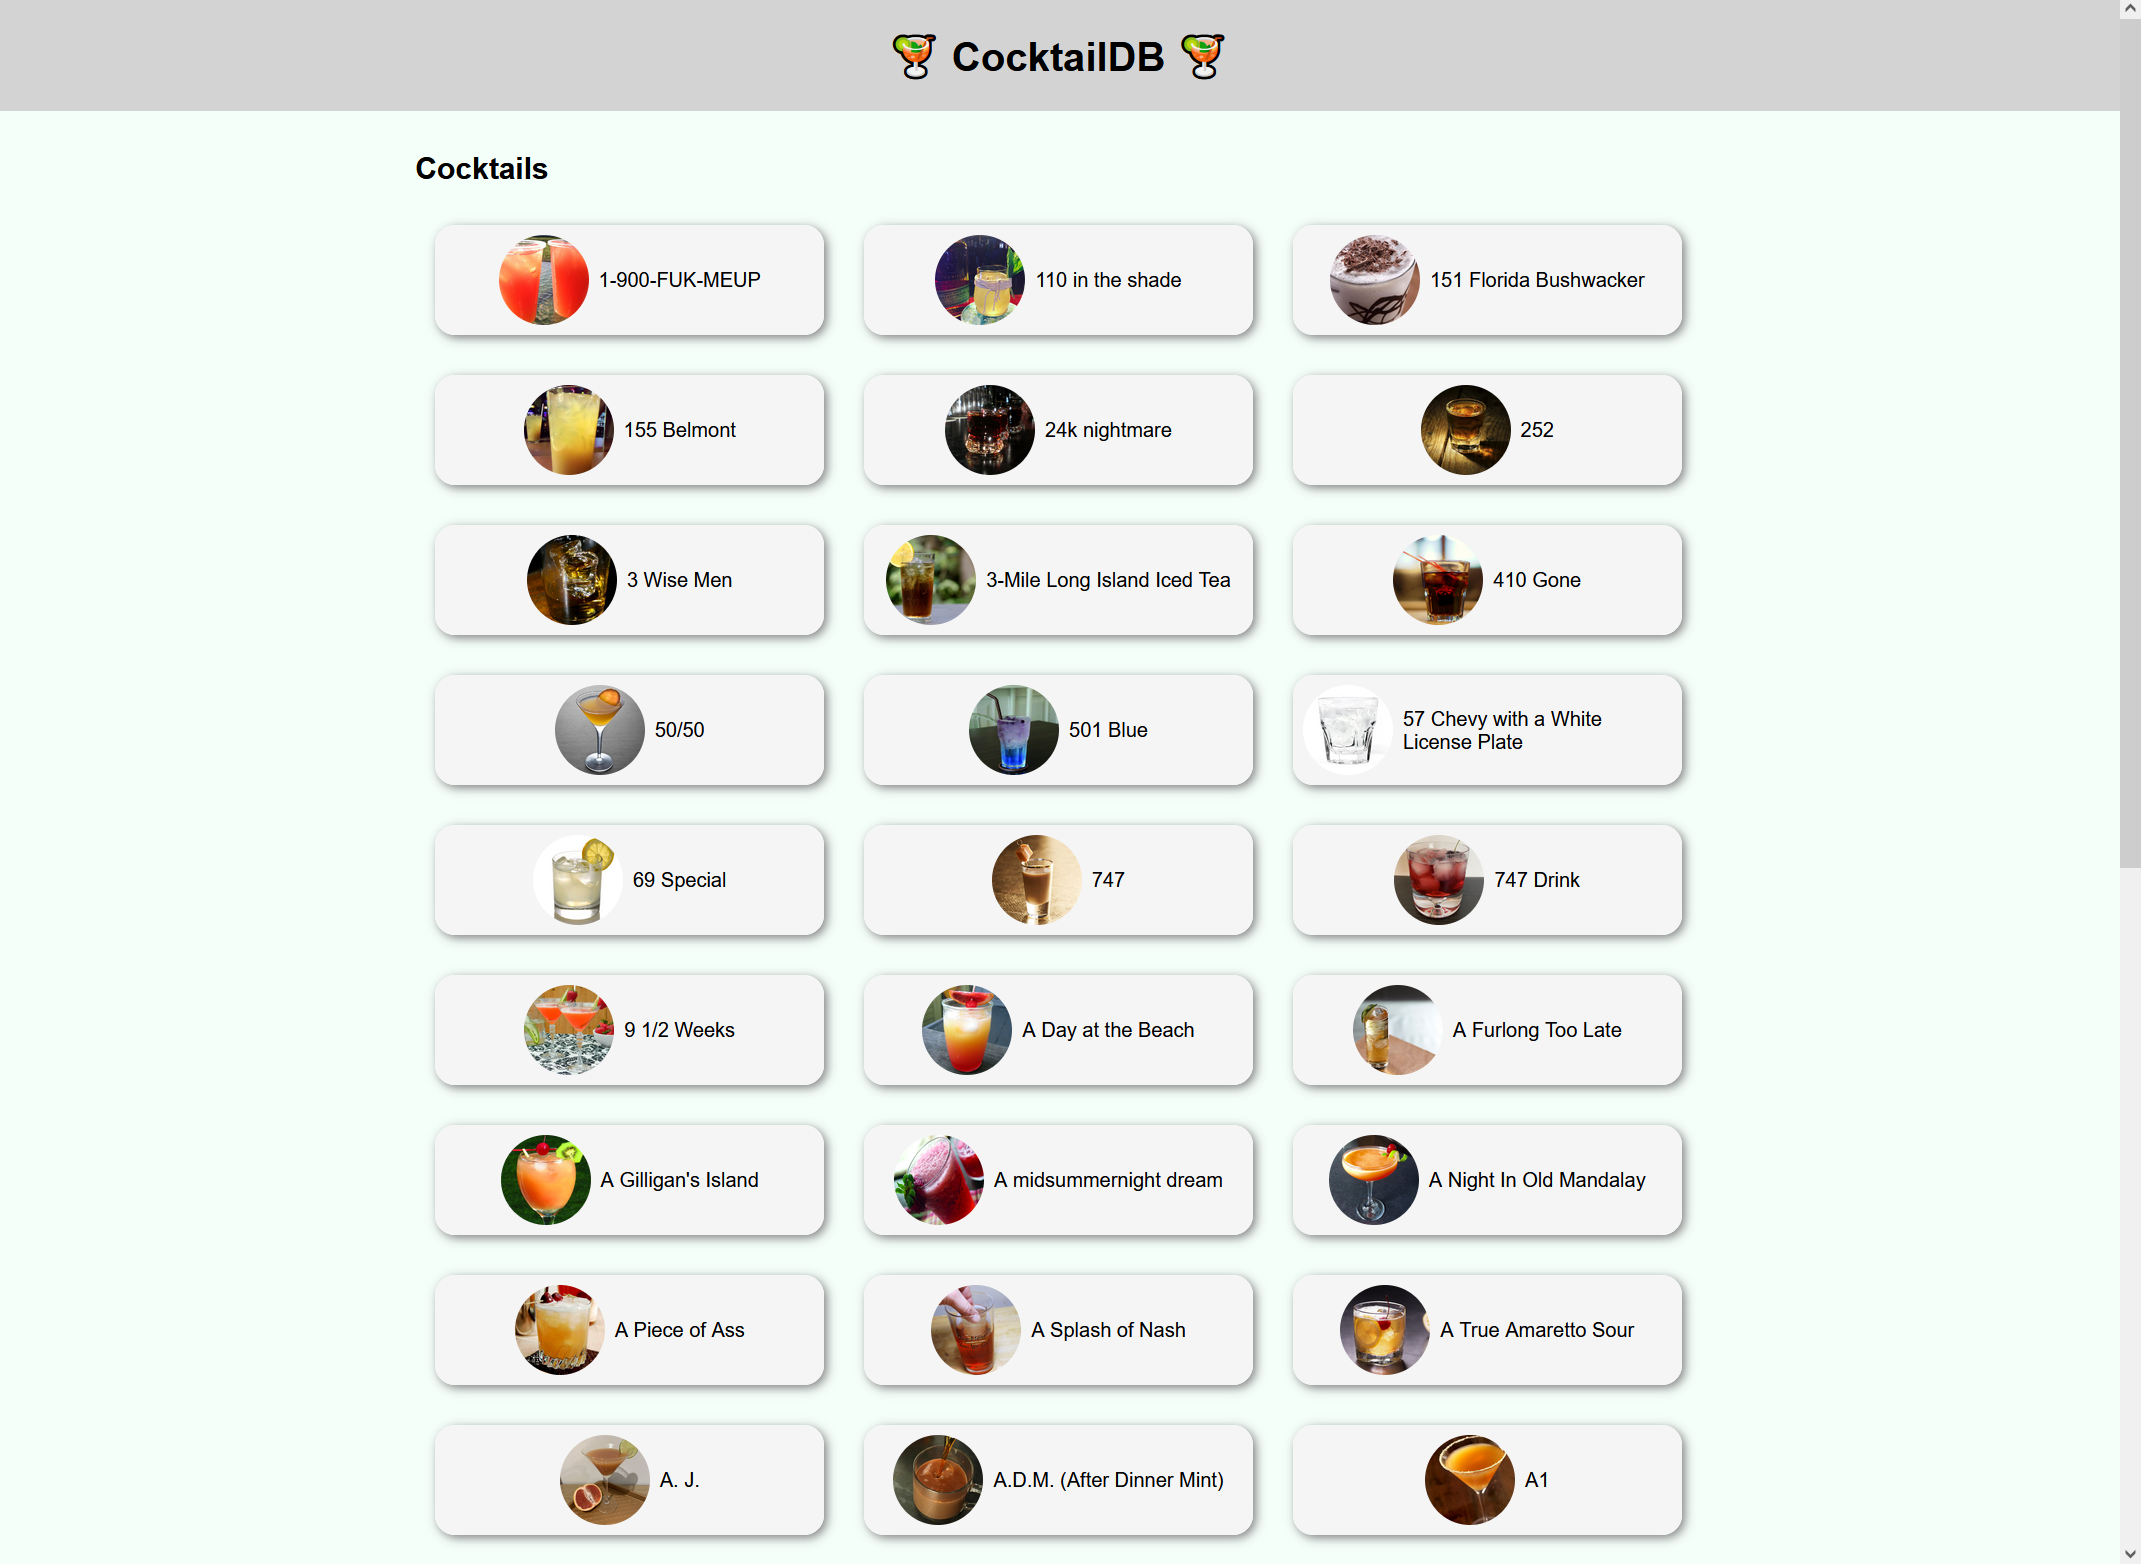 CocktailDB
Cocktails
1-900-FUK-MEUP
110 in the shade
151 Florida Bushwacker
155 Belmont
24k nightmare
252
3 Wise Men
3-Mile Long Island Iced Tea
410 Gone
50/50
501 Blue
57 Chevy with a White
License Plate
69 Special
747
747 Drink
9 1/2 Weeks
A Day at the Beach
A Furlong Too Late
A Gilligan's Island
A midsummernight dream
A Night In Old Mandalay
A Piece of Ass
A Splash of Nash
A True Amaretto Sour
A. J.
A.D.M. (After Dinner Mint)
A1